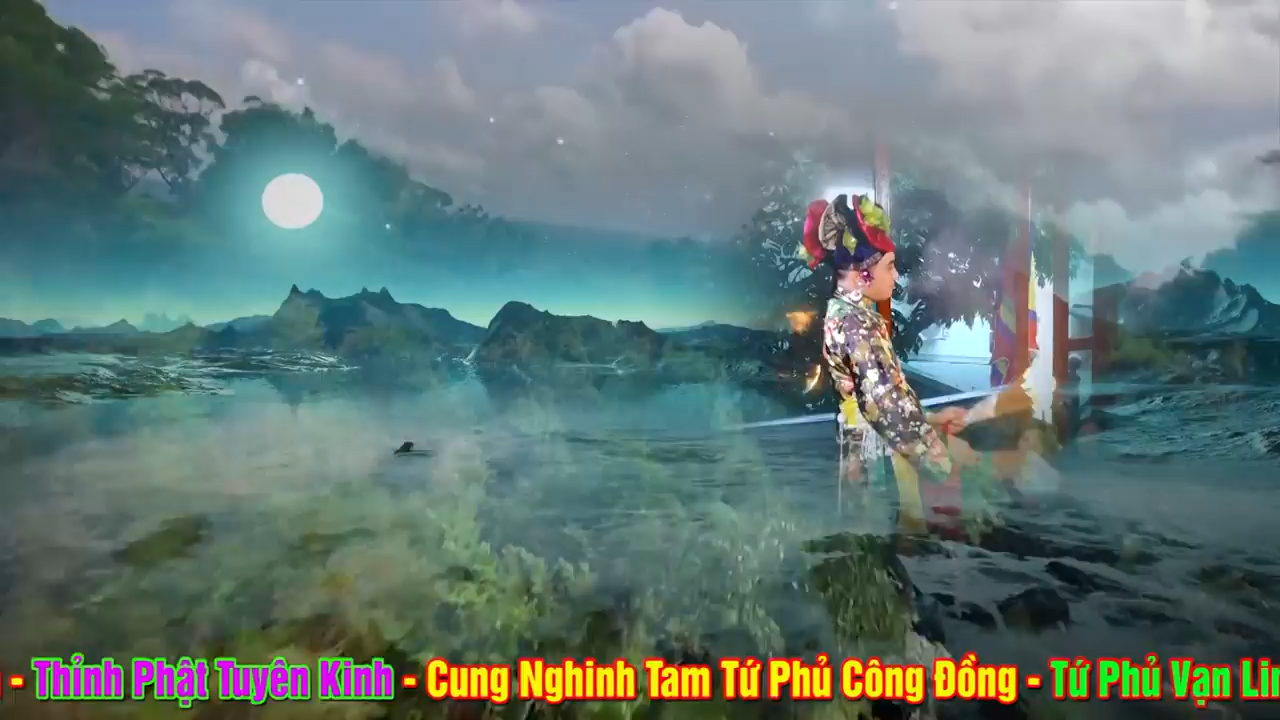 - Thỉnh Phật Tuyên Kinh - Cung Nghinh Tam Tứ Phủ Công Đồng - Tứ Phủ Vạn